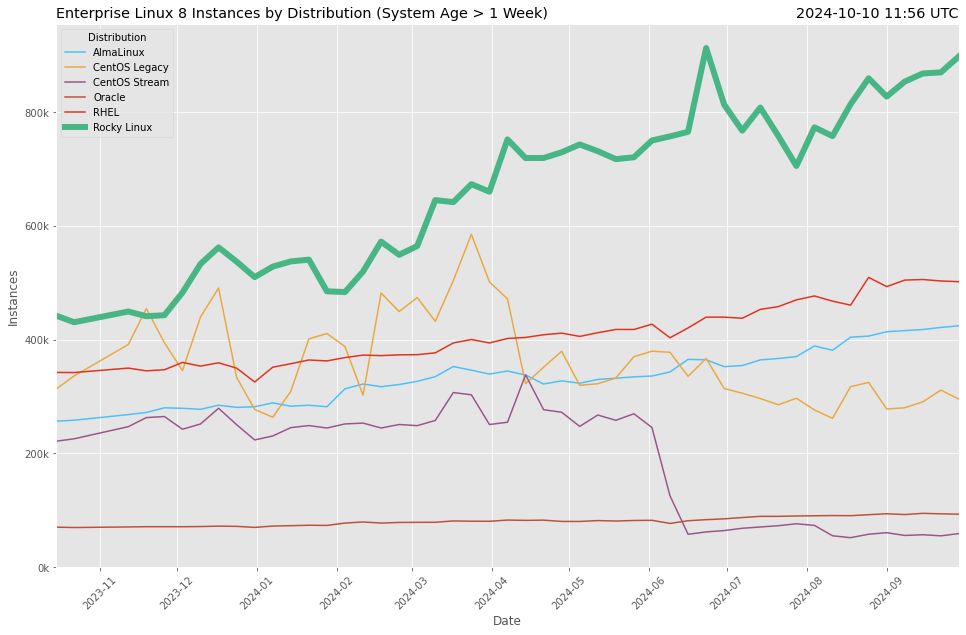 Enterprise Linux 8 Instances by Distribution (System Age > 1 Week)
2024-10-10 11:56 UTC
Distribution
AlmaLinux
CentOS Legacy
CentOS Stream
Oracle
RHEL
Rocky Linux
800k
600k
400k
200k
0k
Instances
2023-11
2023-12
2024-01
2024-02
2024-03
2024-04
2024-05
2024-06
2024-07
2024-08
2024-09
Date